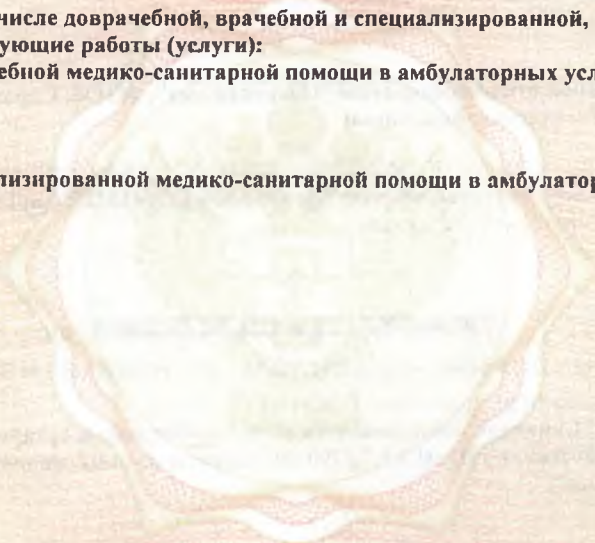 числе доврачебной, врачебной и специализированной,
ующие работы (услуги):
ебной медико-санитарной помощи в амбулаторных усл
лизированной медико-санитарной помощи в амбулатор